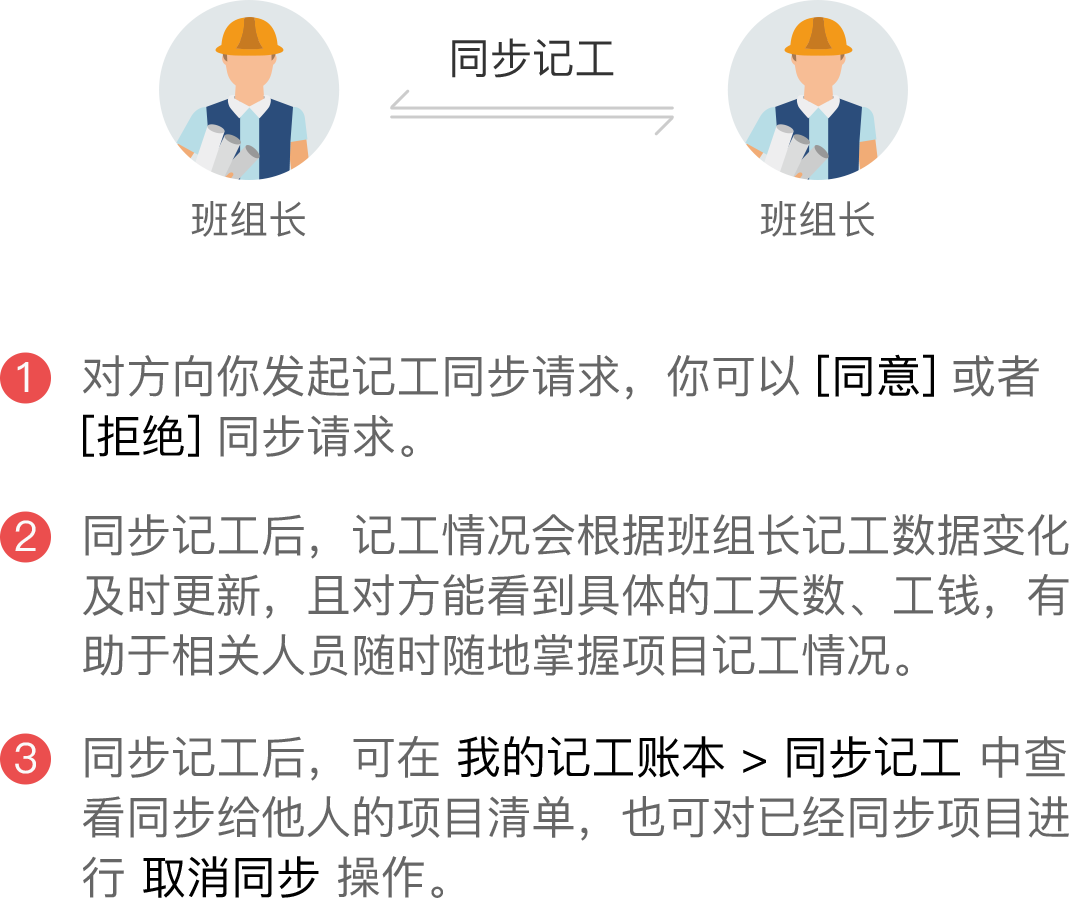 同步记工
班组长
班组长
1 对方向你发起记工同步请求，你可以 [同意] 或者
[拒绝] 同步请求。
2 同步记工后，记工情况会根据班组长记工数据变化
及时更新，且对方能看到具体的工天数、工钱，有
助于相关人员随时随地掌握项目记工情况。
3 同步记工后，可在 我的记工账本 > 同步记工 中查
看同步给他人的项目清单，也可对已经同步项目进
行 取消同步 操作。